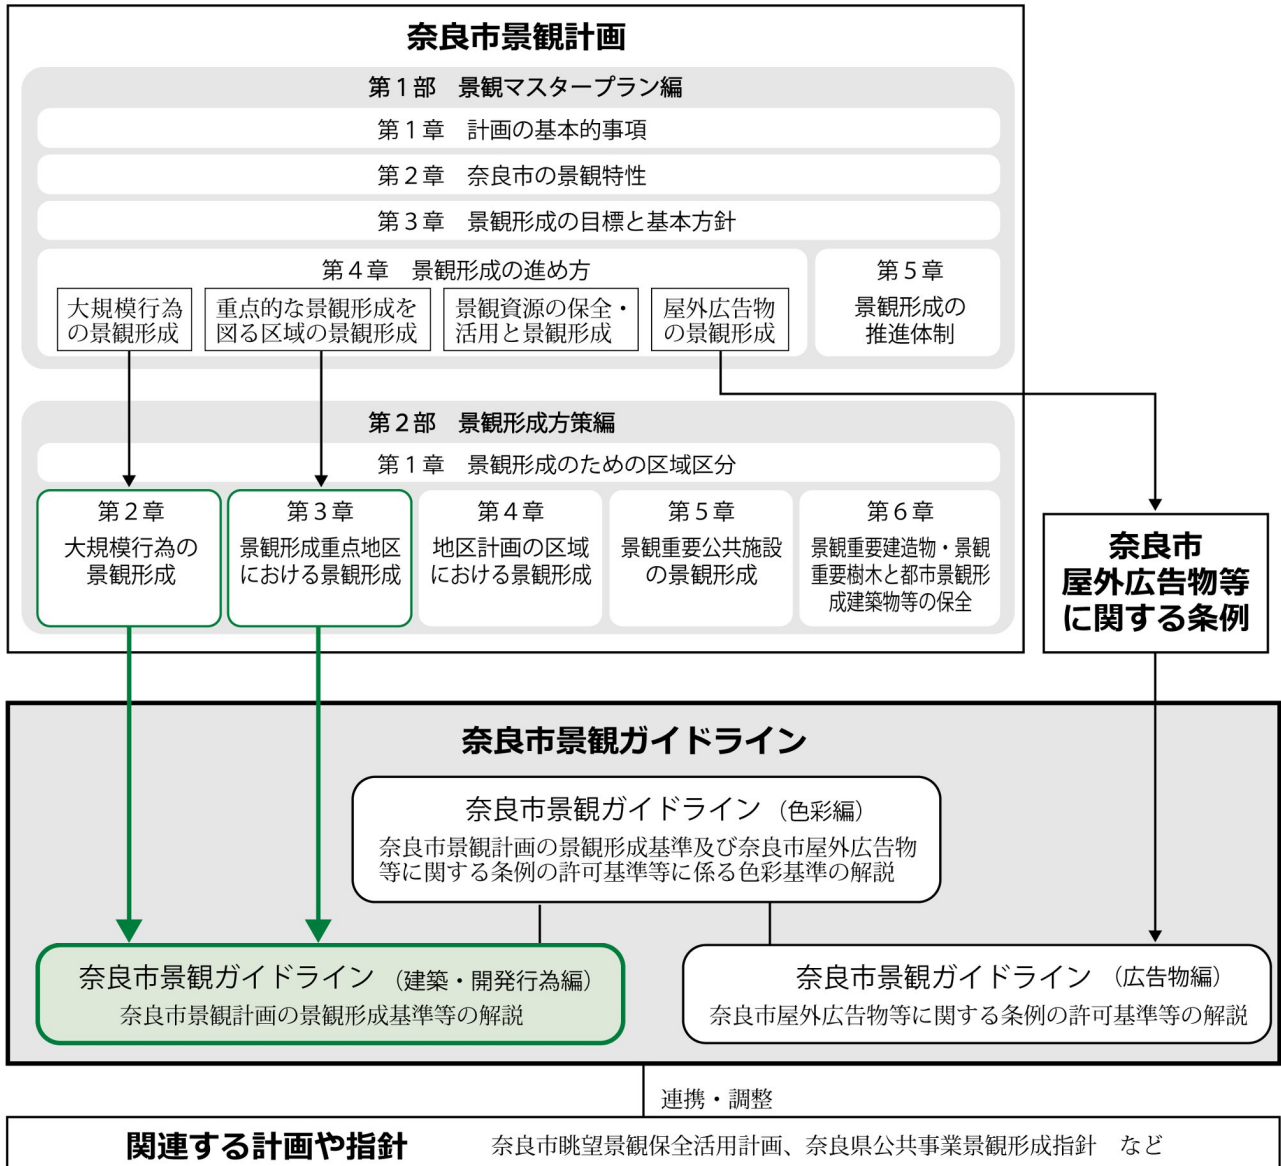 奈良市景観計画
第1部　景観マスタープラン編
第1章　計画の基本的事項
第2章　奈良市の景観特性
第3章　景観形成の目標と基本方針
第4章　景観形成の進め方
大規模行為
の景観形成
重点的な景観形成を
図る区域の景観形成
景観資源の保全・
活用と景観形成
屋外広告物
の景観形成
第5章
景観形成の
推進体制
第2部　景観形成方策編
第1章　景観形成のための区域区分
第2章
大規模行為の
景観形成
第3章
景観形成重点地区
における景観形成
第4章
地区計画の区域
における景観形成
第5章
景観重要公共施設
の景観形成
第6章
景観重要建造物・景観
重要樹木と都市景観形
成建築物等の保全
奈良市
屋外広告物等
に関する条例
奈良市景観ガイドライン
奈良市景観ガイドライン（色彩編）
奈良市景観計画の景観形成基準及び奈良市屋外広告物
等に関する条例の許可基準等に係る色彩基準の解説
奈良市景観ガイドライン（建築・開発行為編）
奈良市景観計画の景観形成基準等の解説
奈良市景観ガイドライン（広告物編）
奈良市屋外広告物等に関する条例の許可基準等の解説
連携・調整
関連する計画や指針　奈良市眺望景観保全活用計画、奈良県公共事業景観形成指針　など